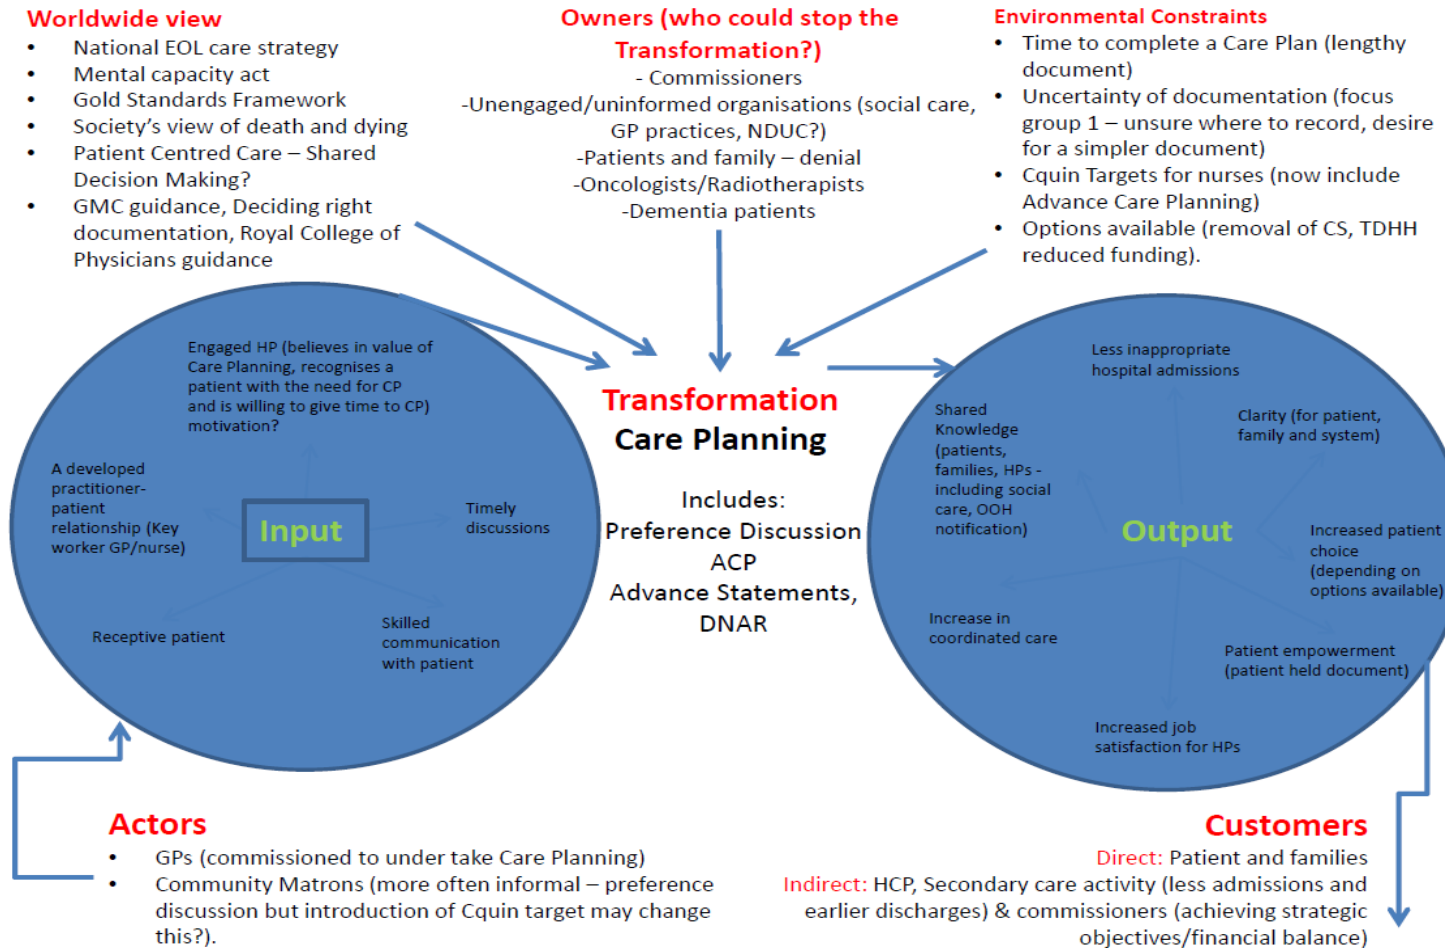 Worldwide view
• National EOL care strategy
• Mental capacity act
• Gold Standards Framework
• Society's view of death and dying
• Patient Centred Care – Shared
Decision Making?
• GMC guidance, Deciding right
documentation, Royal College of
Physicians guidance
Owners (who could stop the
Transformation?)
- Commissioners
-Unengaged/uninformed organisations (social care,
GP practices, NDUC?)
-Patients and family – denial
-Oncologists/Radiotherapists
-Dementia patients
Environmental Constraints
• Time to complete a Care Plan (lengthy
document)
• Uncertainty of documentation (focus
group 1 – unsure where to record, desire
for a simpler document)
• Cquin Targets for nurses (now include
Advance Care Planning)
• Options available (removal of CS, TDHH
reduced funding).
Engaged HP (believes in value of
Care Planning, recognises a
patient with the need for CP
and is willing to give time to CP)
motivation?
A developed
practitioner-
patient
relationship (Key
worker GP/nurse)
Input
Timely
discussions
Receptive patient
Skilled
communication
with patient
Transformation
Care Planning
Includes:
Preference Discussion
ACP
Advance Statements,
DNAR
Less inappropriate
hospital admissions
Shared
Knowledge
(patients,
families, HPs -
including social
care, OOH
notification)
Clarity (for patient,
family and system)
Output
Increased patient
choice
(depending on
options available)
Increase in
coordinated care
Patient empowerment
(patient held document)
Increased job
satisfaction for HPs
Actors
• GPs (commissioned to under take Care Planning)
• Community Matrons (more often informal – preference
discussion but introduction of Cquin target may change
this?).
Customers
Direct: Patient and families
Indirect: HCP, Secondary care activity (less admissions and
earlier discharges) & commissioners (achieving strategic
objectives/financial balance)